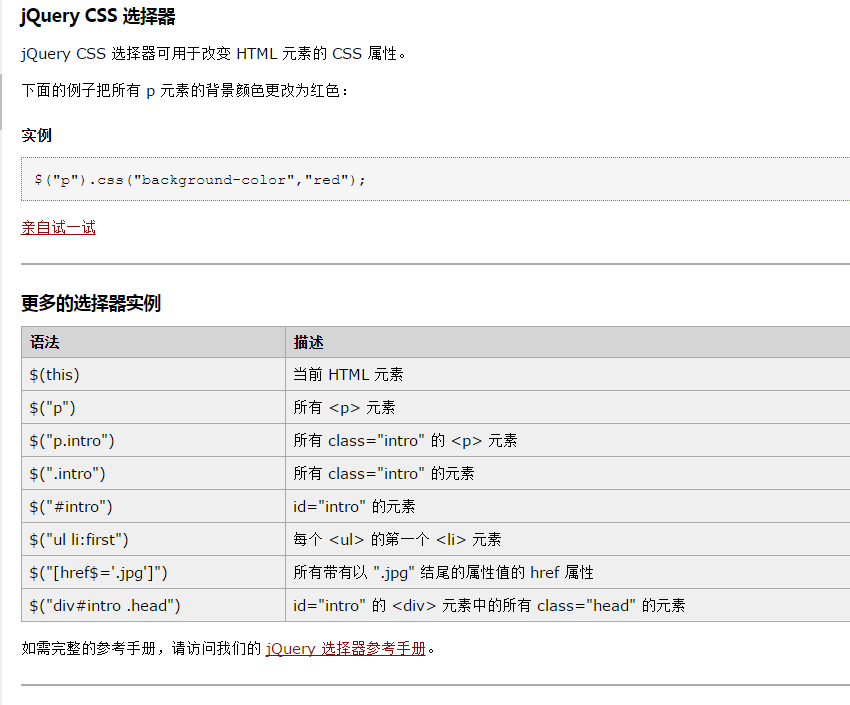 jQuery CSS 选择器
jQuery CSS 选择器可用于改变 HTML 元素的 CSS 属性。
下面的例子把所有 p 元素的背景颜色更改为红色：
实例
$("p").css("background-color","red");
亲自试一试
更多的选择器实例
语法 描述
$(this) 当前 HTML 元素
$("p") 所有 <p> 元素
$("p.intro") 所有 class="intro" 的 <p> 元素
$(".intro") 所有 class="intro" 的元素
$("#intro") id="intro" 的元素
$("ul li:first") 每个 <ul> 的第一个 <li> 元素
$("[href$='.jpg']") 所有带有以 ".jpg" 结尾的属性值的 href 属性
$("div#intro .head") id="intro" 的 <div> 元素中的所有 class="head" 的元素
如需完整的参考手册，请访问我们的 jQuery 选择器参考手册。